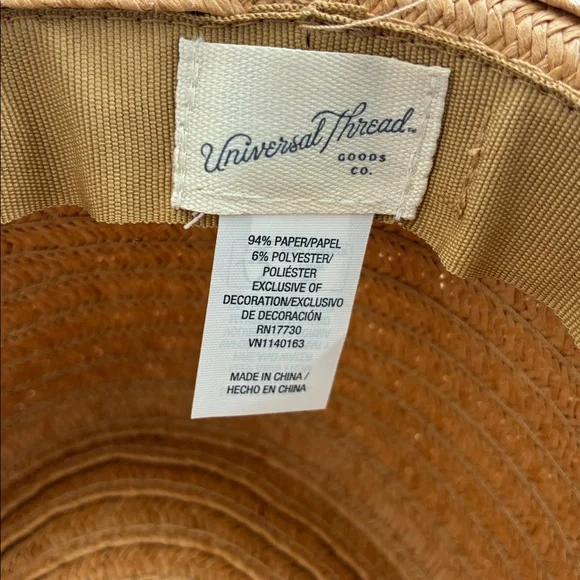 Universal Thread™
GOODS
CO.
94% PAPER/PAPEL
6% POLYESTER/
POLIÉSTER
EXCLUSIVE OF
DECORATION/EXCLUSIVO
DE DECORACIÓN
RN17730
VN1140163
MADE IN CHINA/
HECHO EN CHINA